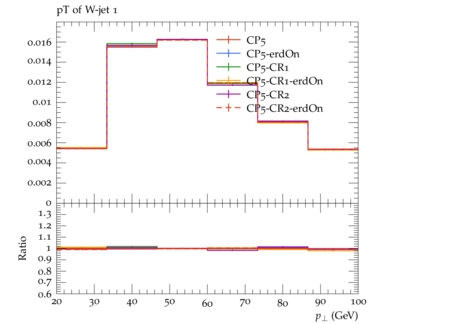 pT of W-jet 1
0.016
0.014
0.012
0.01
0.008
0.006
0.004
0.002
0
CP5
CP5-erdOn
CP5-CR1
CP5-CR1-erdOn
CP5-CR2
CP5-CR2-erdOn
Ratio
1.3
1.2
1.1
1
0.9
0.8
0.7
0.6
20 30 40 50 60 70 80 90 100
p⊥ (GeV)